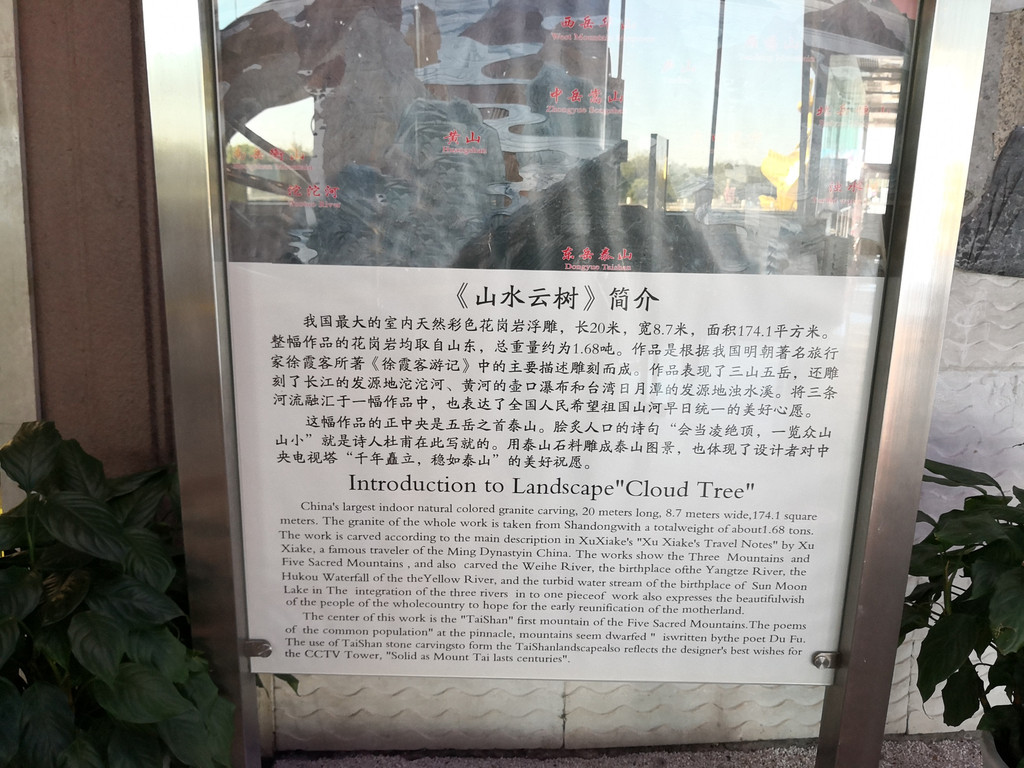 西岳华山
中岳嵩山
黄山
Huangshan
沱沱河
东岳泰山
Dongyue Taishan
《山水云树》简介
我国最大的室内天然彩色花岗岩浮雕，长20米，宽8.7米，面积174.1平方米。
整幅作品的花岗岩均取自山东，总重量约为1.68吨。作品是根据我国明朝著名旅行
家徐霞客所著《徐霞客游记》中的主要描述雕刻而成。作品表现了三山五岳，还雕
刻了长江的发源地沱沱河、黄河的壶口瀑布和台湾日月潭的发源地浊水溪。将三条
河流融汇于一幅作品中，也表达了全国人民希望祖国山河早日统一的美好心愿。
这幅作品的正中央是五岳之首泰山。脍炙人口的诗句“会当凌绝顶，一览众山
山小”就是诗人杜甫在此写就的。用泰山石料雕成泰山图景，也体现了设计者对中
央电视塔“千年矗立，稳如泰山”的美好祝愿。
Introduction to Landscape"Cloud Tree"
China's largest indoor natural colored granite carving, 20 meters long, 8.7 meters wide,174.1 square
meters. The granite of the whole work is taken from Shandongwith a totalweight of about1.68 tons.
The work is carved according to the main description in XuXiake's "Xu Xiake's Travel Notes" by Xu
Xiake, a famous traveler of the Ming Dynastyin China. The works show the Three Mountains and
Five Sacred Mountains , and also carved the Weihe River, the birthplace ofthe Yangtze River, the
Hukou Waterfall of the theYellow River, and the turbid water stream of the birthplace of Sun Moon
Lake in The integration of the three rivers in to one pieceof work also expresses the beautifulwish
of the people of the wholecountry to hope for the early reunification of the motherland.
The center of this work is the "TaiShan" first mountain of the Five Sacred Mountains.The poems
of the common population" at the pinnacle, mountains seem dwarfed " iswritten bythe poet Du Fu.
The use of TaiShan stone carvingsto form the TaiShanlandscapealso reflects the designer's best wishes for
the CCTV Tower, "Solid as Mount Tai lasts centuries".